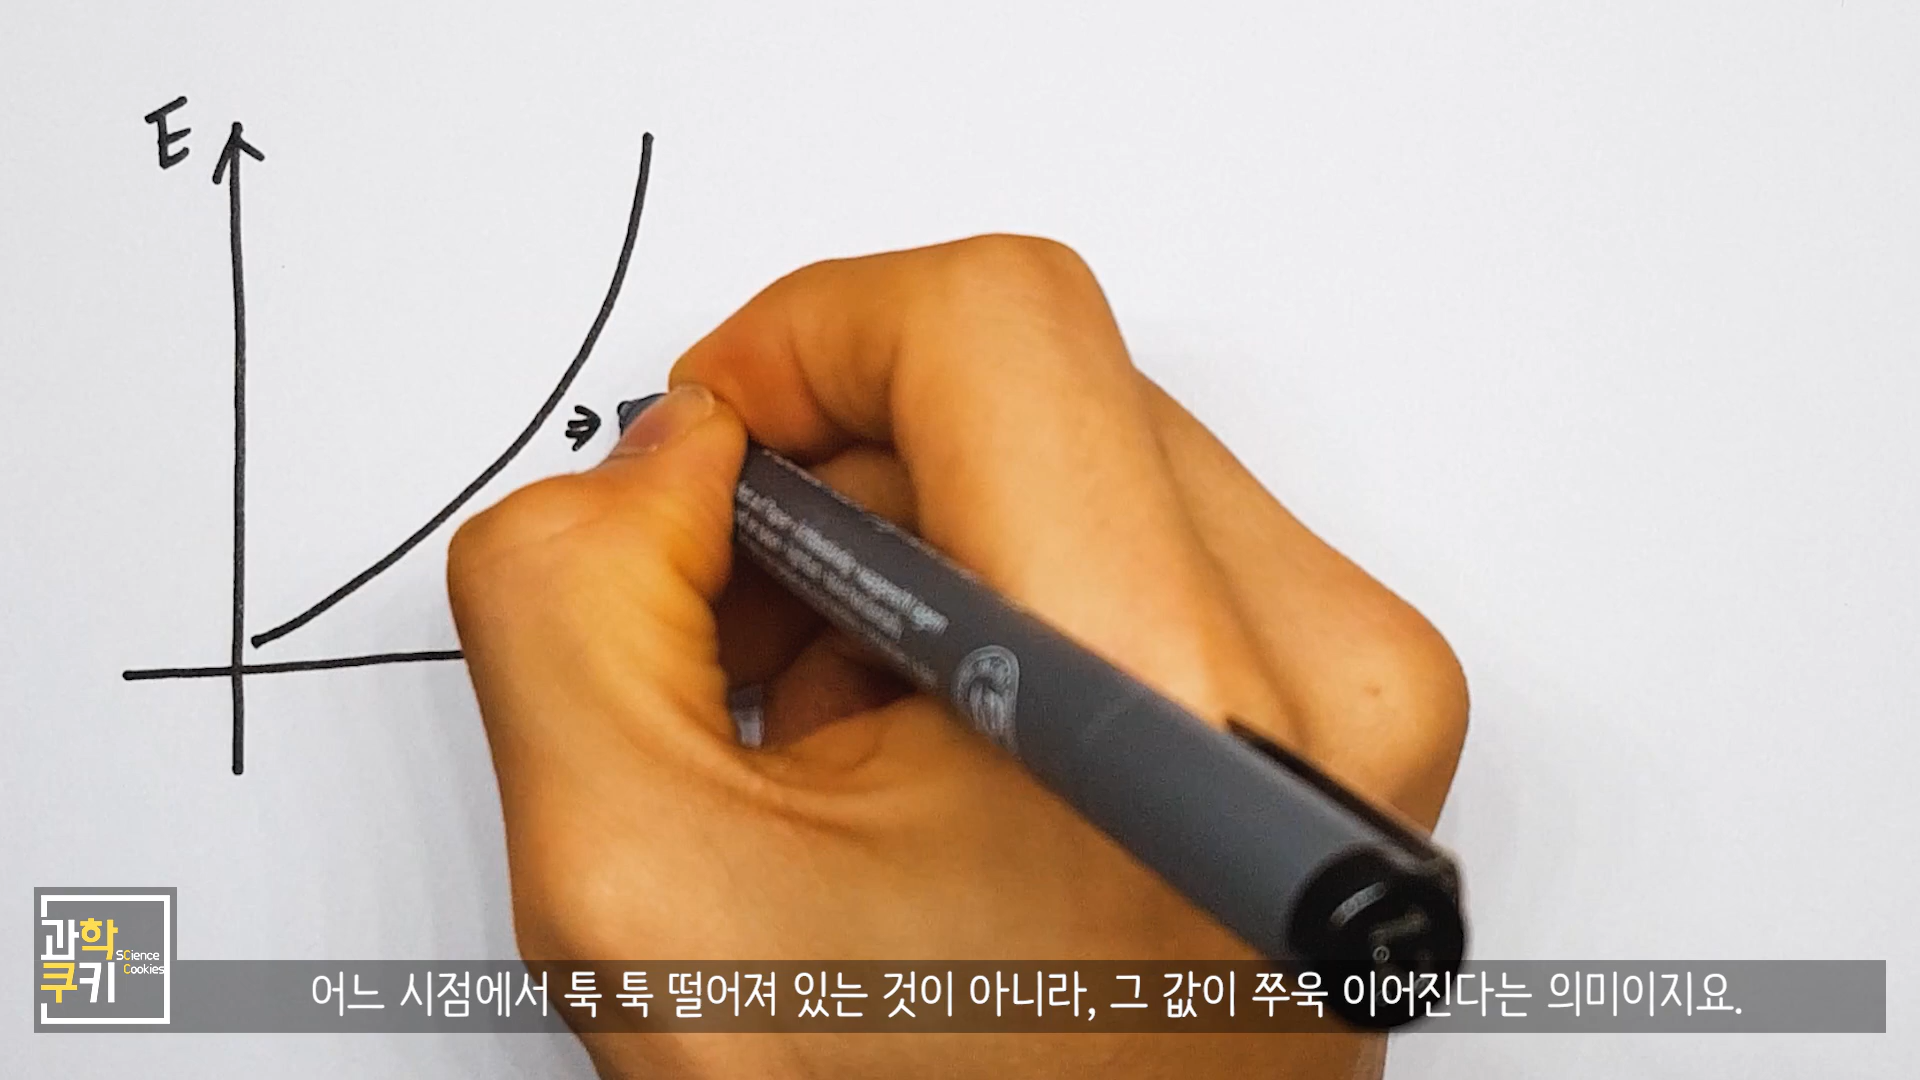 E
과학
쿠키
SCience
Cookies
어느 시점에서 툭 툭 떨어져 있는 것이 아니라, 그 값이 쭈욱 이어진다는 의미이지요.